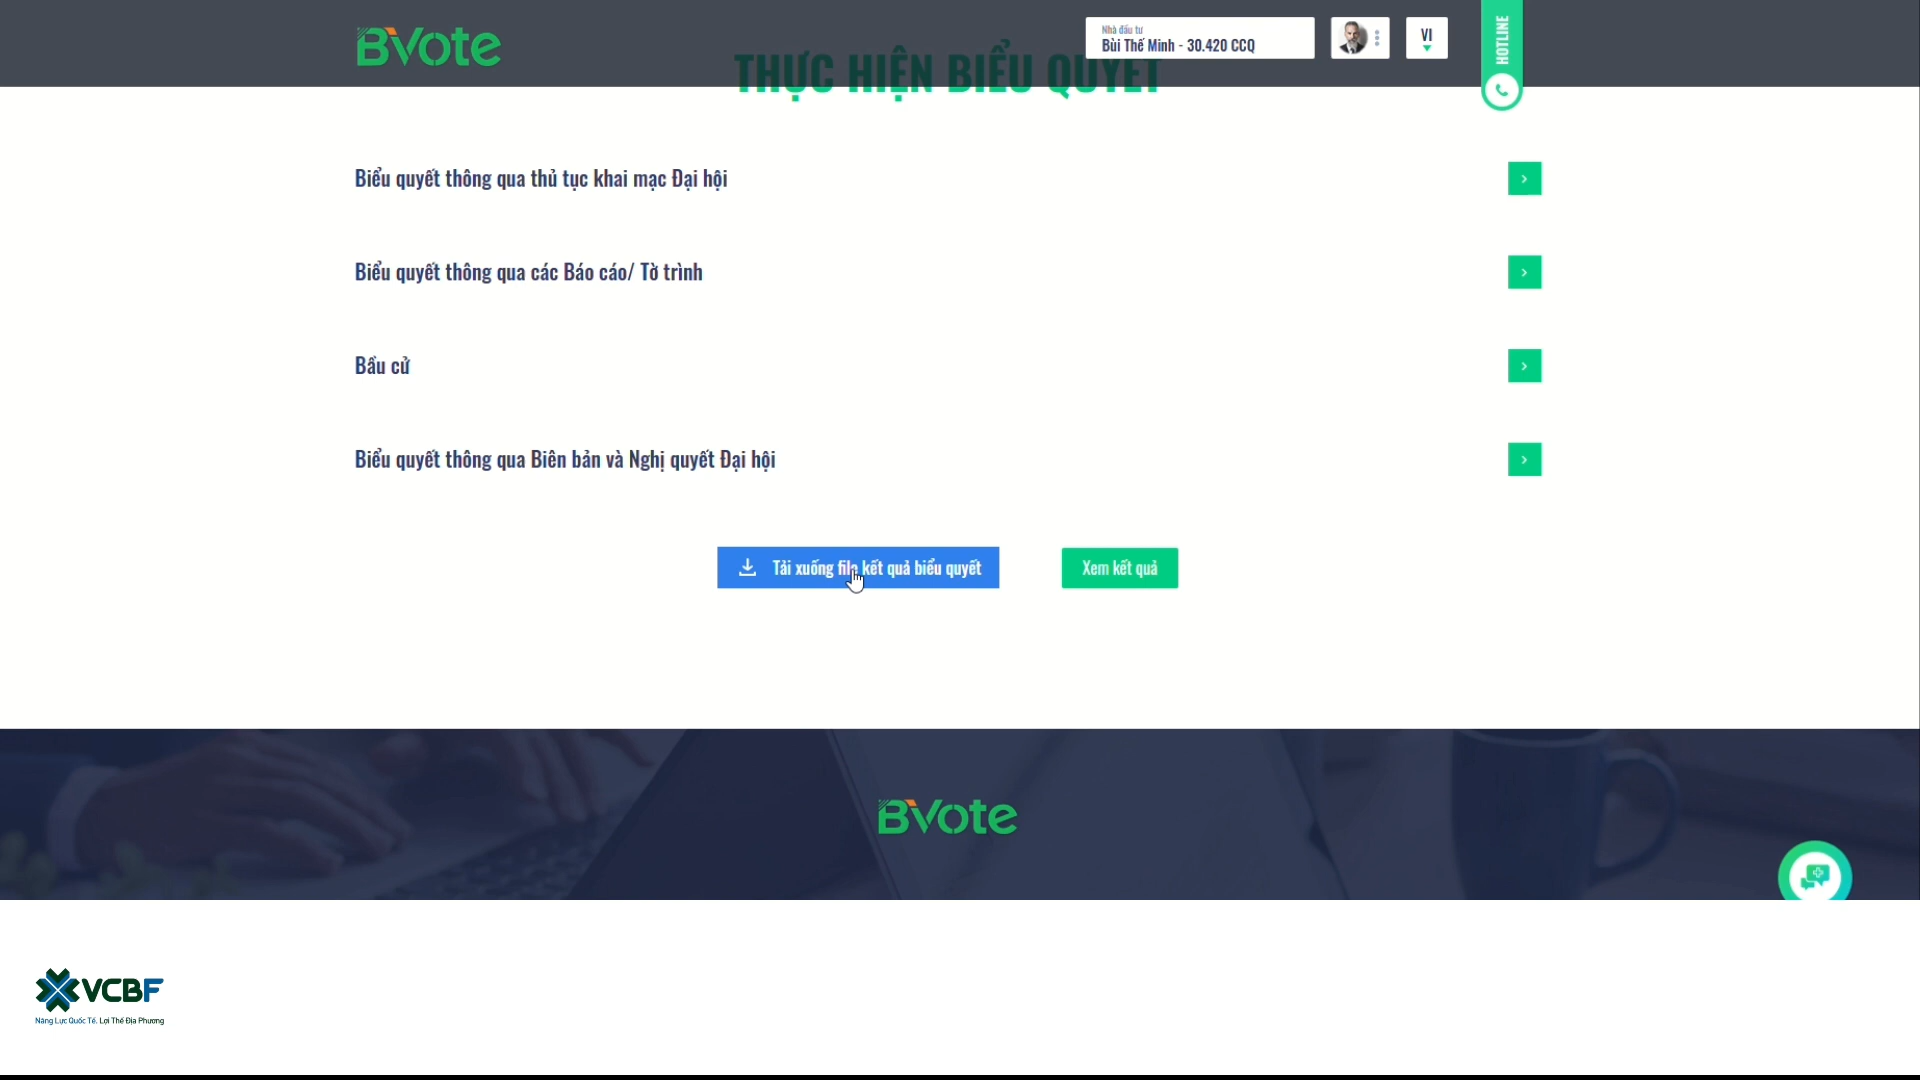 BVote
Nhà đầu tư
Bùi Thế Minh - 30.420 CCQ
VI
HOTLINE
THỰC HIỆN BIỂU QUYẾT
Biểu quyết thông qua thủ tục khai mạc Đại hội
Biểu quyết thông qua các Báo cáo/ Tờ trình
Bầu cử
Biểu quyết thông qua Biên bản và Nghị quyết Đại hội
Tải xuống file kết quả biểu quyết
Xem kết quả
BVote
VCBF
Năng Lực Quốc Tế. Lợi Thế Địa Phương